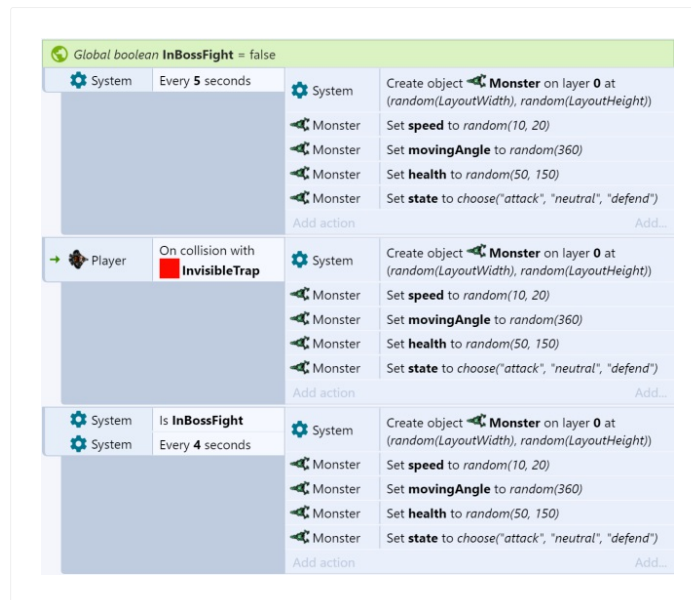 Global boolean InBossFight = false
System Every 5 seconds
System Create object Monster on layer 0 at
(random(LayoutWidth), random(LayoutHeight))
Monster Set speed to random(10, 20)
Monster Set movingAngle to random(360)
Monster Set health to random(50, 150)
Monster Set state to choose("attack", "neutral", "defend")
Add action Add...
Player On collision with
InvisibleTrap
System Create object Monster on layer 0 at
(random(LayoutWidth), random(LayoutHeight))
Monster Set speed to random(10, 20)
Monster Set movingAngle to random(360)
Monster Set health to random(50, 150)
Monster Set state to choose("attack", "neutral", "defend")
Add action Add...
System Is InBossFight
System Every 4 seconds
System Create object Monster on layer 0 at
(random(LayoutWidth), random(LayoutHeight))
Monster Set speed to random(10, 20)
Monster Set movingAngle to random(360)
Monster Set health to random(50, 150)
Monster Set state to choose("attack", "neutral", "defend")
Add action Add...